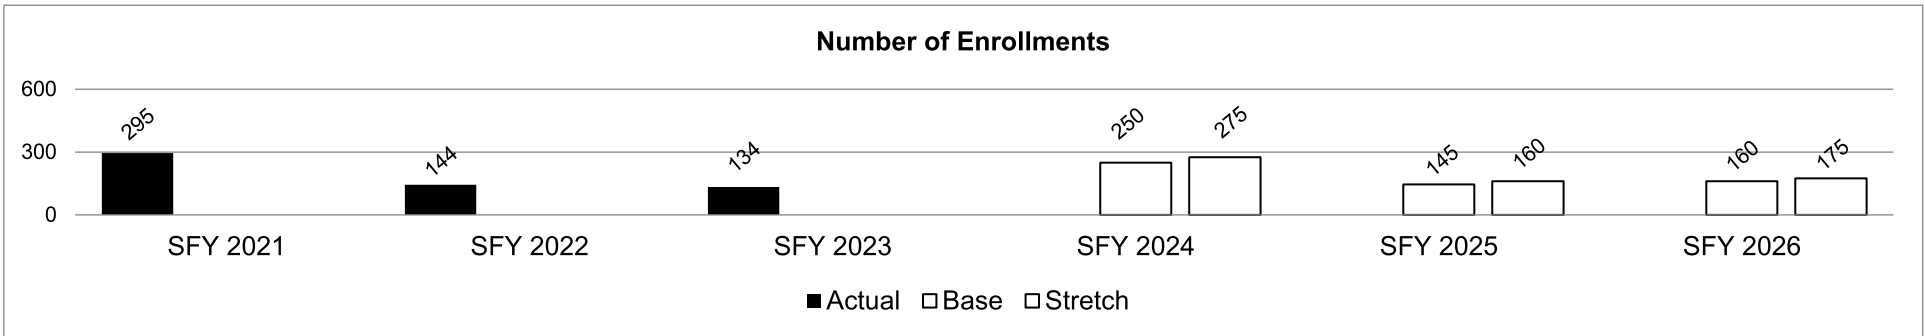 Number of Enrollments
600
300
0
295
144
134
250
275
145
160
160
175
SFY 2021
SFY 2022
SFY 2023
SFY 2024
SFY 2025
SFY 2026
Actual
Base
Stretch